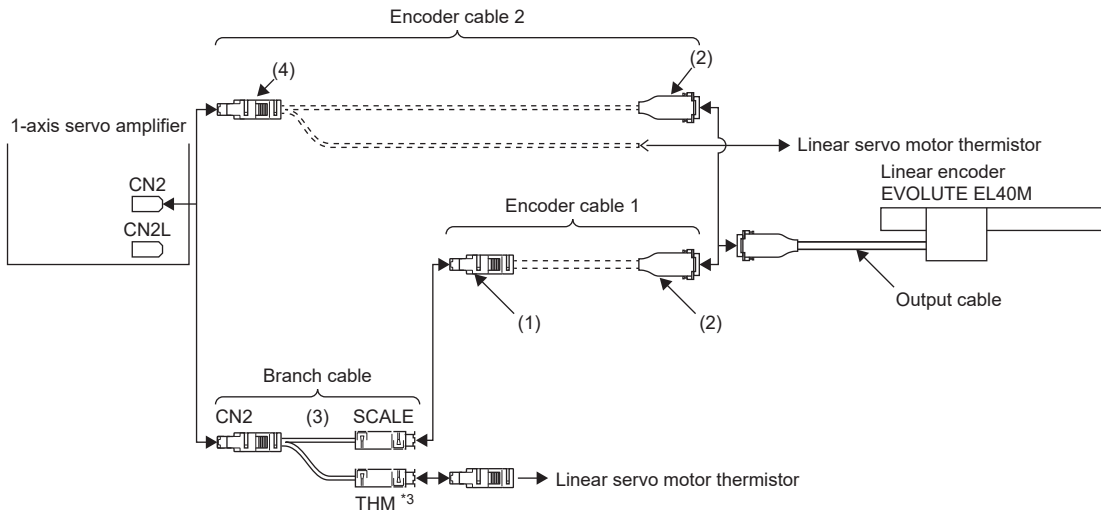 Encoder cable 2
(4)
(2)
1-axis servo amplifier
Linear servo motor thermistor
Linear encoder
EVOLUTE EL40M
CN2
Encoder cable 1
CN2L
Output cable
(1)
(2)
Branch cable
CN2
(3)
SCALE
Linear servo motor thermistor
THM *3